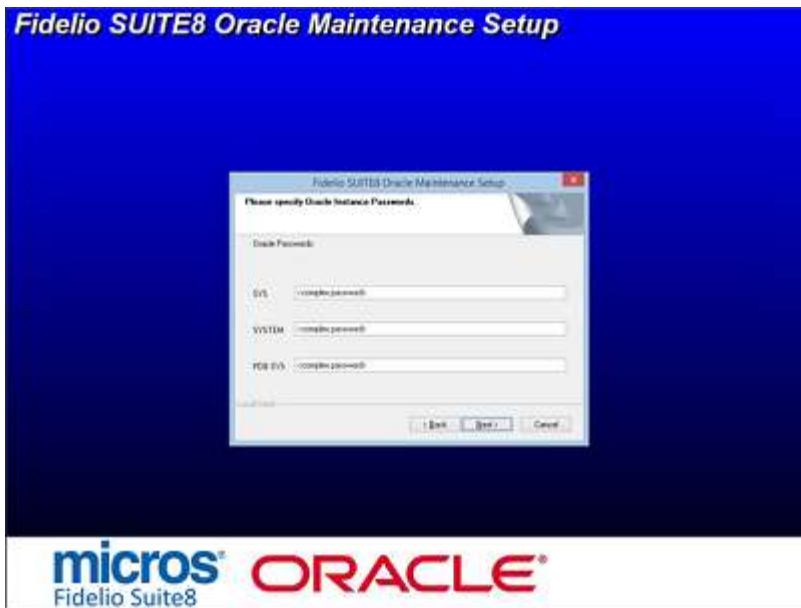 Fidelio SUITE8 Oracle Maintenance Setup
Fidelio SUITE8 Oracle Maintenance Setup
Please specify Oracle Instance Passwords.
Oracle Passwords
SYS <complex password>
SYSTEM <complex password>
PDB SYS <complex password>
< Back Next > Cancel
micros ORACLE
Fidelio Suite8